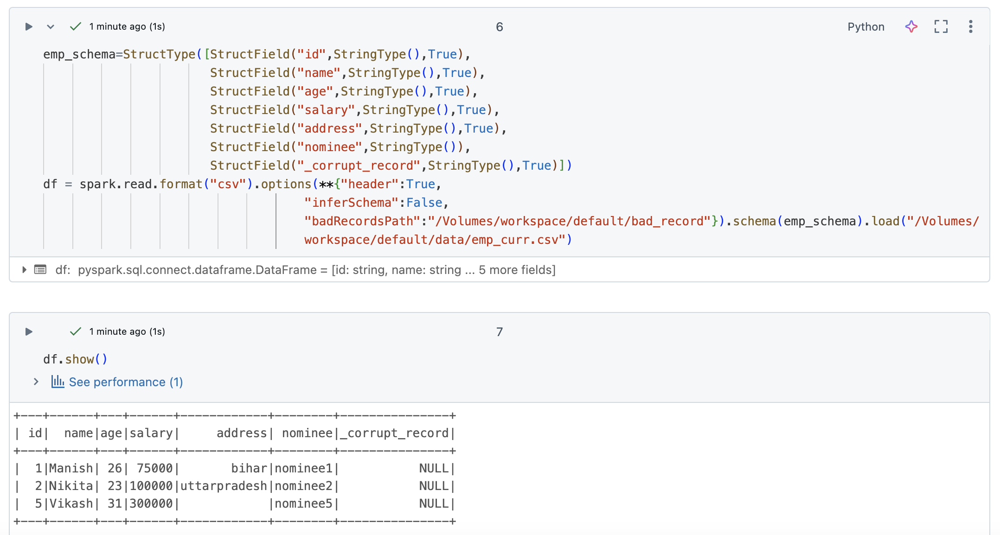 1 minute ago (1s)
6
Python
emp_schema=StructType([StructField("id",StringType(),True),
StructField("name",StringType(),True),
StructField("age",StringType(),True),
StructField("salary",StringType(),True),
StructField("address",StringType(),True),
StructField("nominee",StringType()),
StructField("_corrupt_record",StringType(),True)])
df = spark.read.format("csv").options(**{"header":True,
"inferSchema":False,
"badRecordsPath":"/Volumes/workspace/default/bad_record"}).schema(emp_schema).load("/Volumes/
workspace/default/data/emp_curr.csv")
df: pyspark.sql.connect.dataframe.DataFrame = [id: string, name: string ... 5 more fields]
1 minute ago (1s)
7
df.show()
See performance (1)
+---+------+---+------+------------+--------+---------------+
| id|  name|age|salary|     address| nominee|_corrupt_record|
+---+------+---+------+------------+--------+---------------+
|  1|Manish| 26| 75000|       bihar|nominee1|           NULL|
|  2|Nikita| 23|100000|uttarpradesh|nominee2|           NULL|
|  5|Vikash| 31|300000|            |nominee5|           NULL|
+---+------+---+------+------------+--------+---------------+